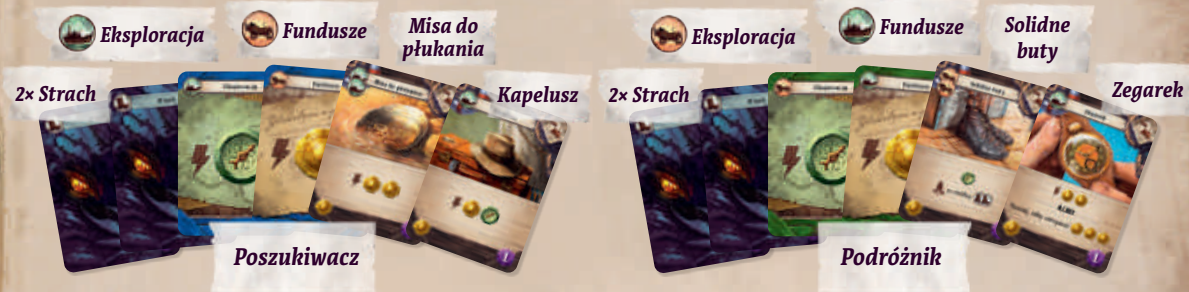 Eksploracja
Fundusze
Misa do
płukania
2× Strach
Kapelusz
Poszukiwacz
Eksploracja
Fundusze
Solidne
buty
2× Strach
Zegarek
Podróżnik